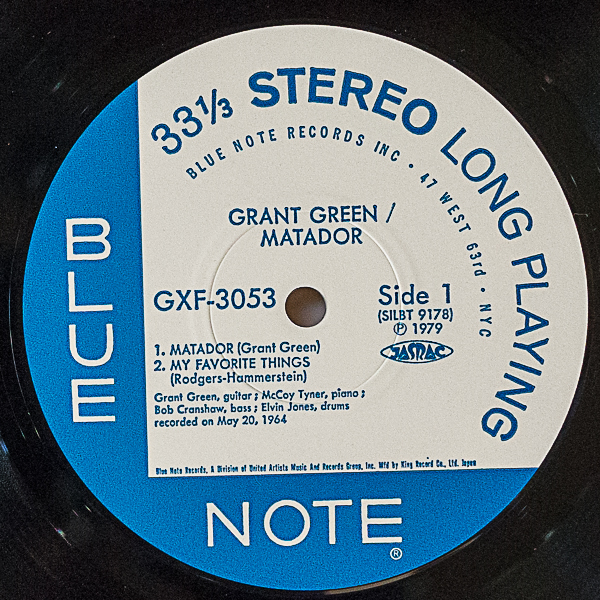 33⅓ STEREO LONG PLAYING
BLUE NOTE RECORDS INC • 47 WEST 63rd • NYC
GRANT GREEN /
MATADOR
GXF-3053
Side 1
(SILBT 9178)
Ⓟ 1979
JASRAC
1. MATADOR (Grant Green)
2. MY FAVORITE THINGS
(Rodgers-Hammerstein)
Grant Green, guitar ; McCoy Tyner, piano ;
Bob Cranshaw, bass ; Elvin Jones, drums
recorded on May 20, 1964
Blue Note Records, A Division of United Artists Music And Records Group, Inc. Mfd by King Record Co., Ltd. Japan
BLUE
NOTE®